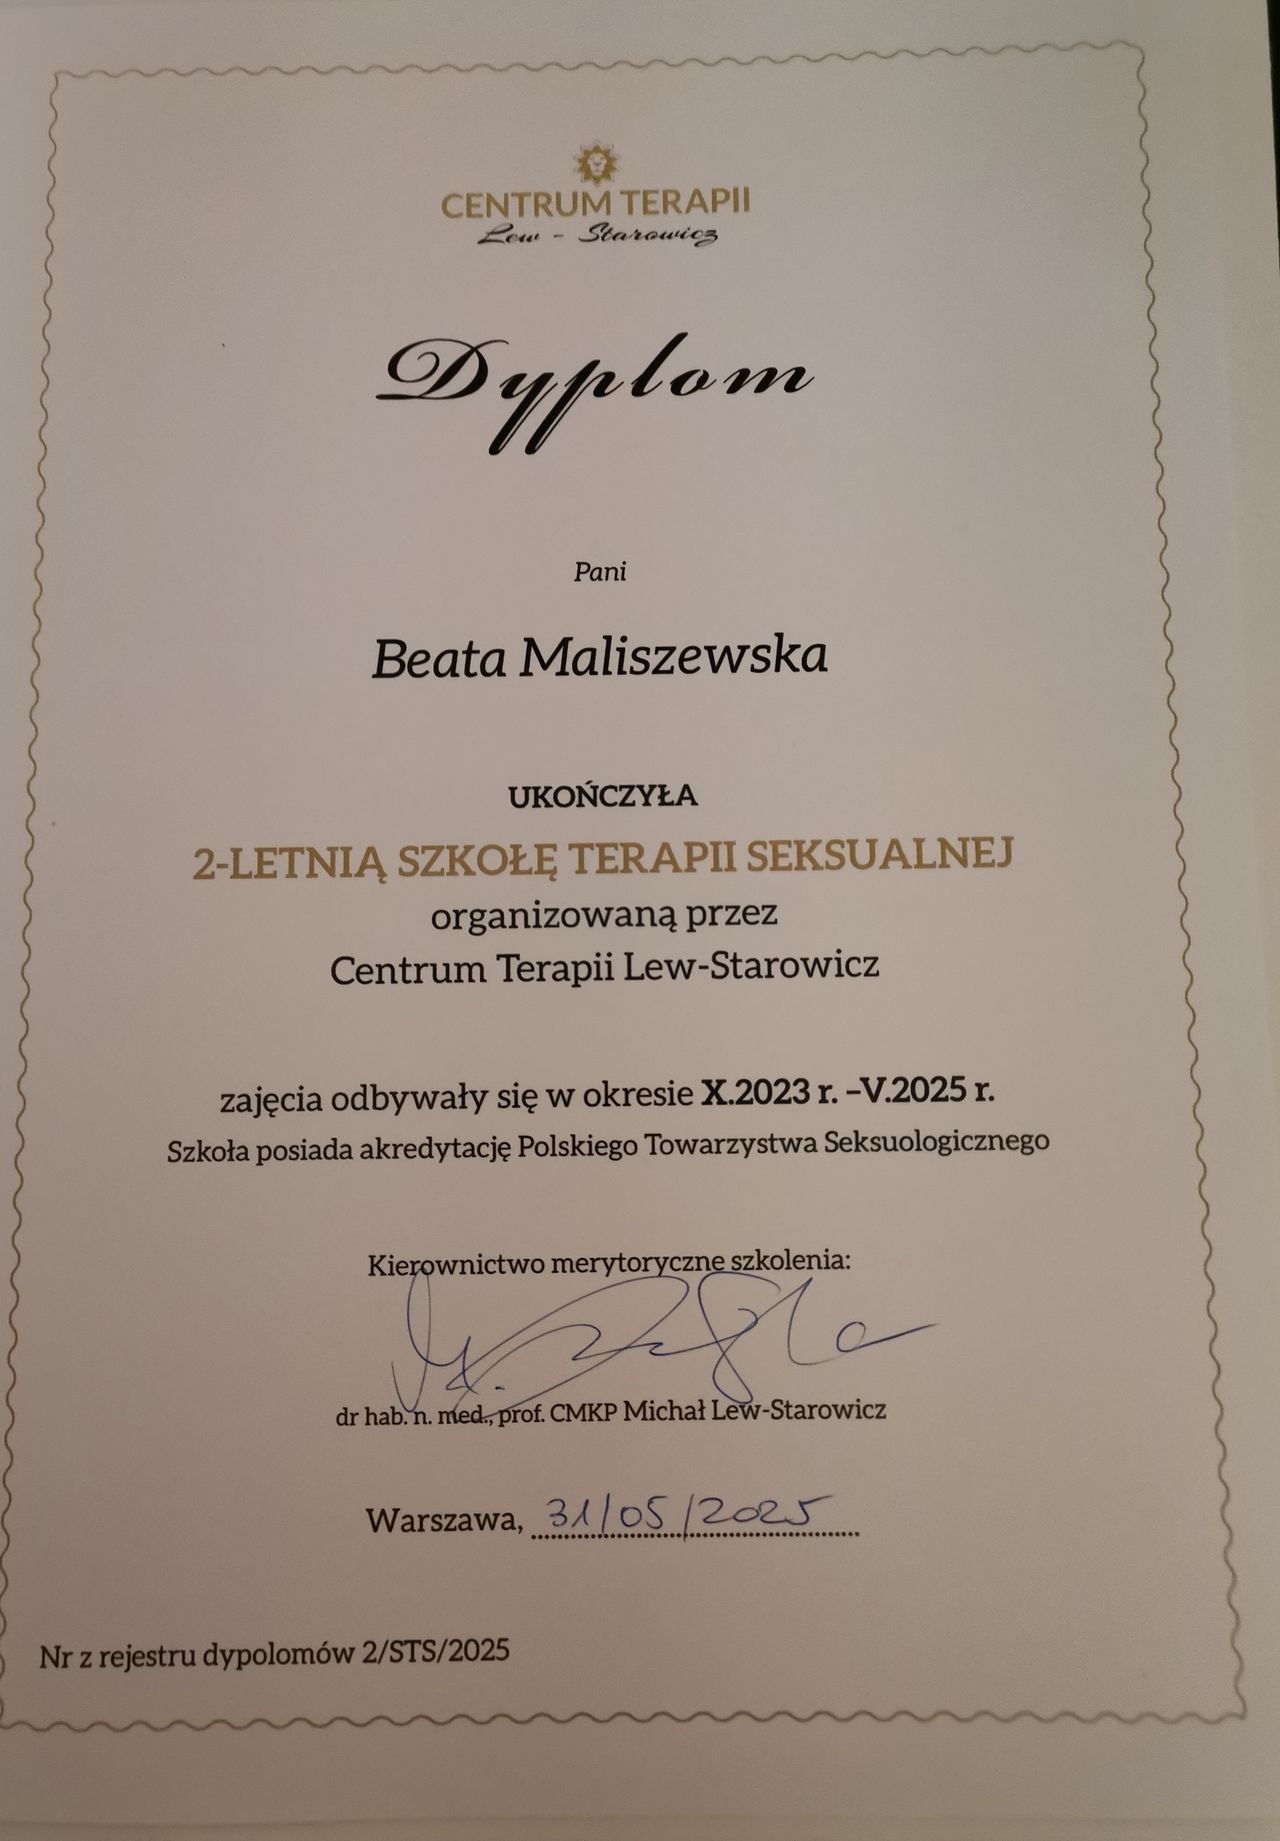 CENTRUM TERAPII
Lew - Starowicz
Dyplom
Pani
Beata Maliszewska
UKOŃCZYŁA
2-LETNIĄ SZKOŁĘ TERAPII SEKSUALNEJ
organizowaną przez
Centrum Terapii Lew-Starowicz
zajęcia odbywały się w okresie X.2023 r. –V.2025 r.
Szkoła posiada akredytację Polskiego Towarzystwa Seksuologicznego
Kierownictwo merytoryczne szkolenia:
dr hab. n. med., prof. CMKP Michał Lew-Starowicz
Warszawa, 31/05/2025
Nr z rejestru dypolomów 2/STS/2025